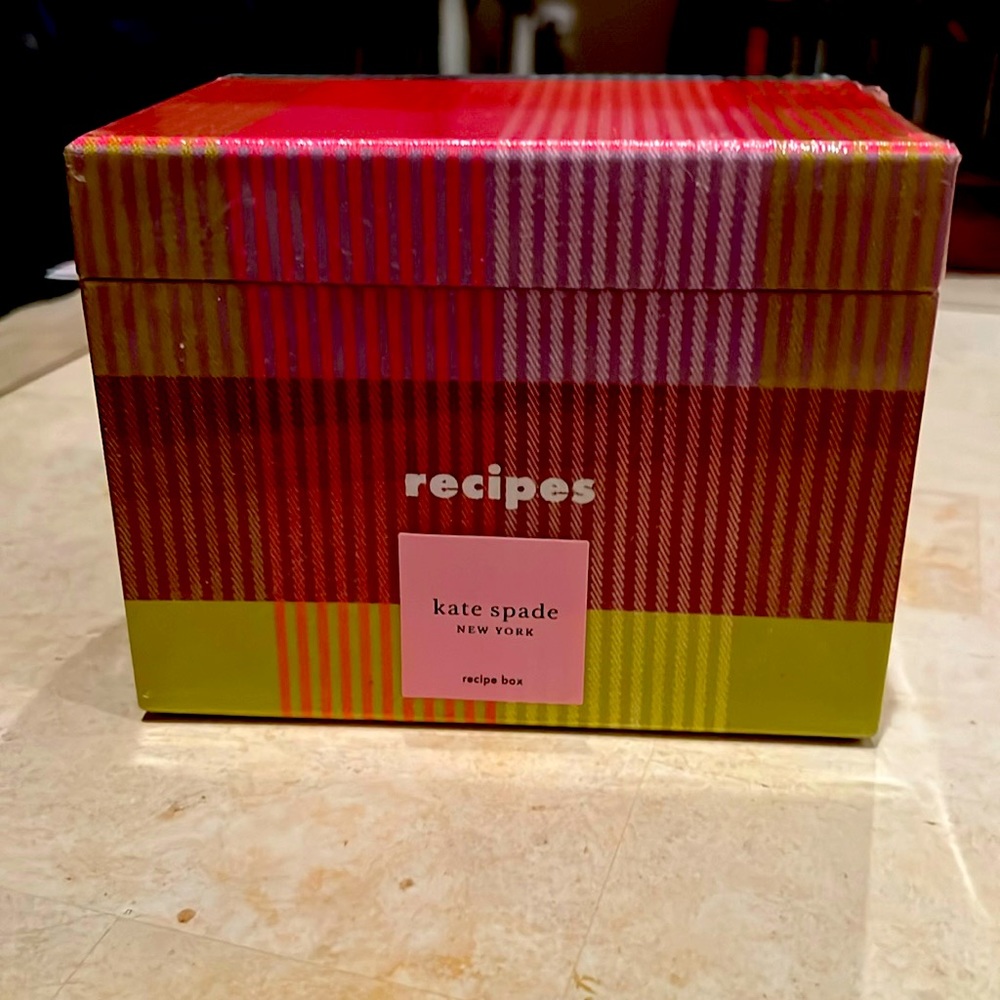 recipes
kate spade
NEW YORK
recipe box